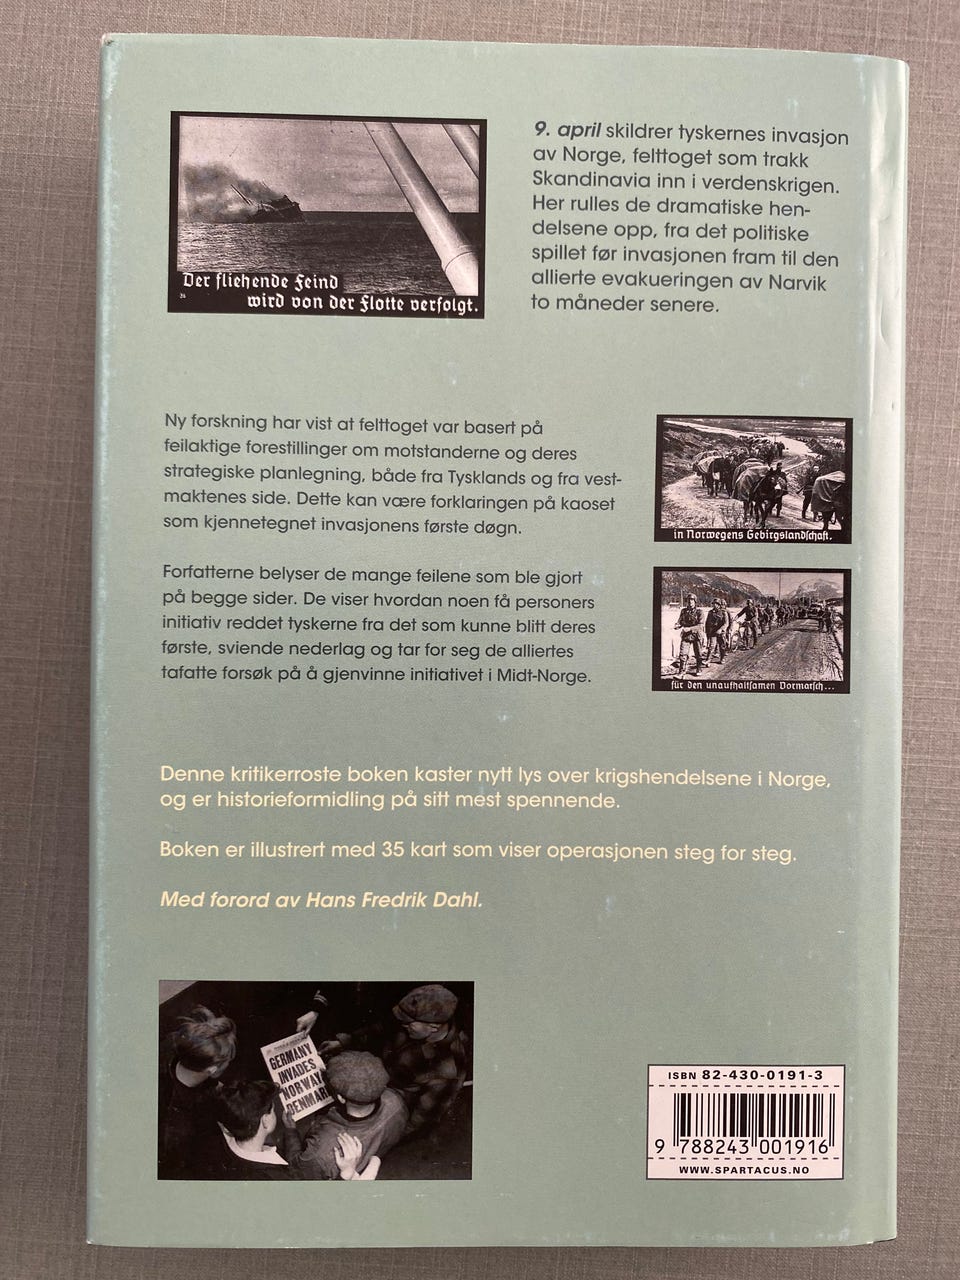 9. april skildrer tyskernes invasjon
av Norge, felttoget som trakk
Skandinavia inn i verdenskrigen.
Her rulles de dramatiske hen-
delsene opp, fra det politiske
spillet før invasjonen fram til den
allierte evakueringen av Narvik
to måneder senere.
Der fliehende Feind
wird von der Flotte verfolgt.
Ny forskning har vist at felttoget var basert på
feilaktige forestillinger om motstanderne og deres
strategiske planlegning, både fra Tysklands og fra vest-
maktenes side. Dette kan være forklaringen på kaoset
som kjennetegnet invasjonens første døgn.
in Norwegens Gebirgslandschaft.
Forfatterne belyser de mange feilene som ble gjort
på begge sider. De viser hvordan noen få personers
initiativ reddet tyskerne fra det som kunne blitt deres
første, sviende nederlag og tar for seg de alliertes
tafatte forsøk på å gjenvinne initiativet i Midt-Norge.
für den unaufhaltsamen Vormarsch...
Denne kritikerroste boken kaster nytt lys over krigshendelsene i Norge,
og er historieformidling på sitt mest spennende.
Boken er illustrert med 35 kart som viser operasjonen steg for steg.
Med forord av Hans Fredrik Dahl.
GERMANY
INVADES
NORWAY
DENMARK
ISBN 82-430-0191-3
9 788243 001916
WWW.SPARTACUS.NO